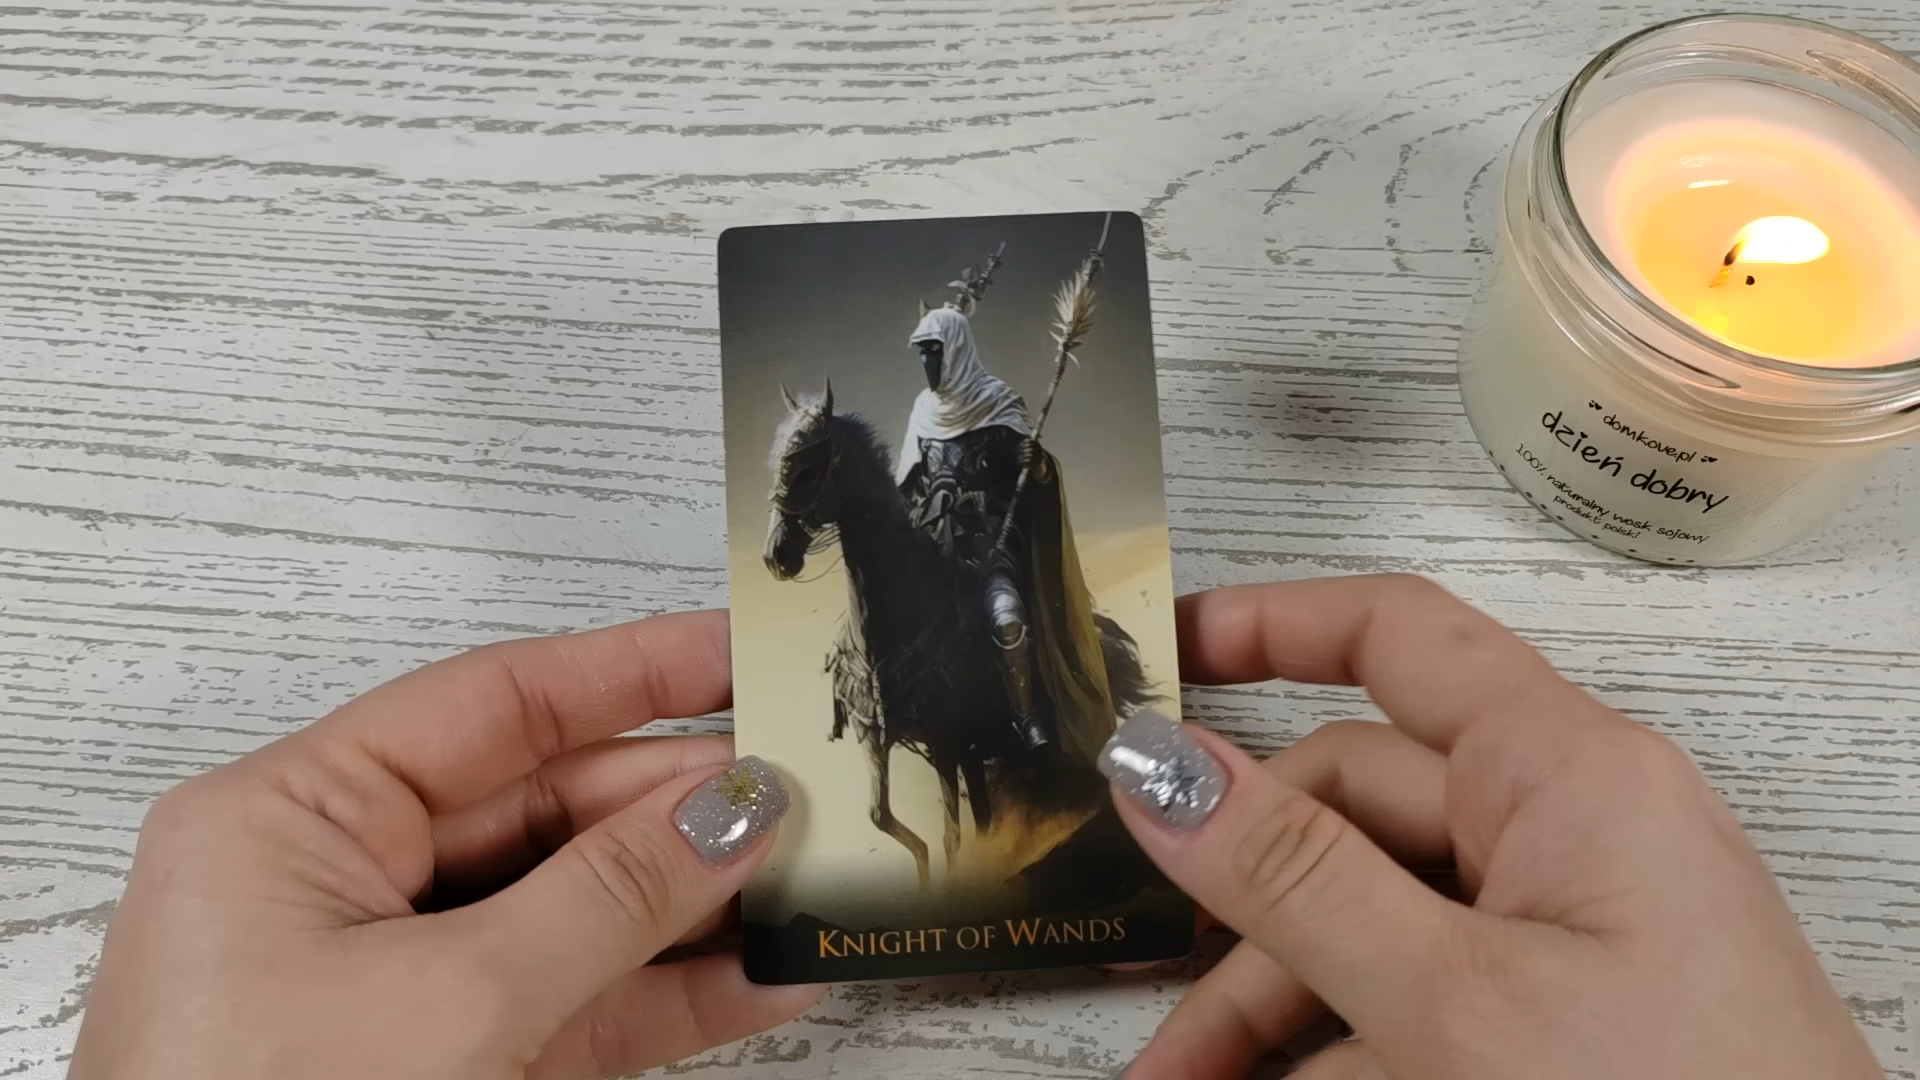 KNIGHT OF WANDS
domkove.pl
dzień dobry
100% naturalny wosk sojowy
produkt polski